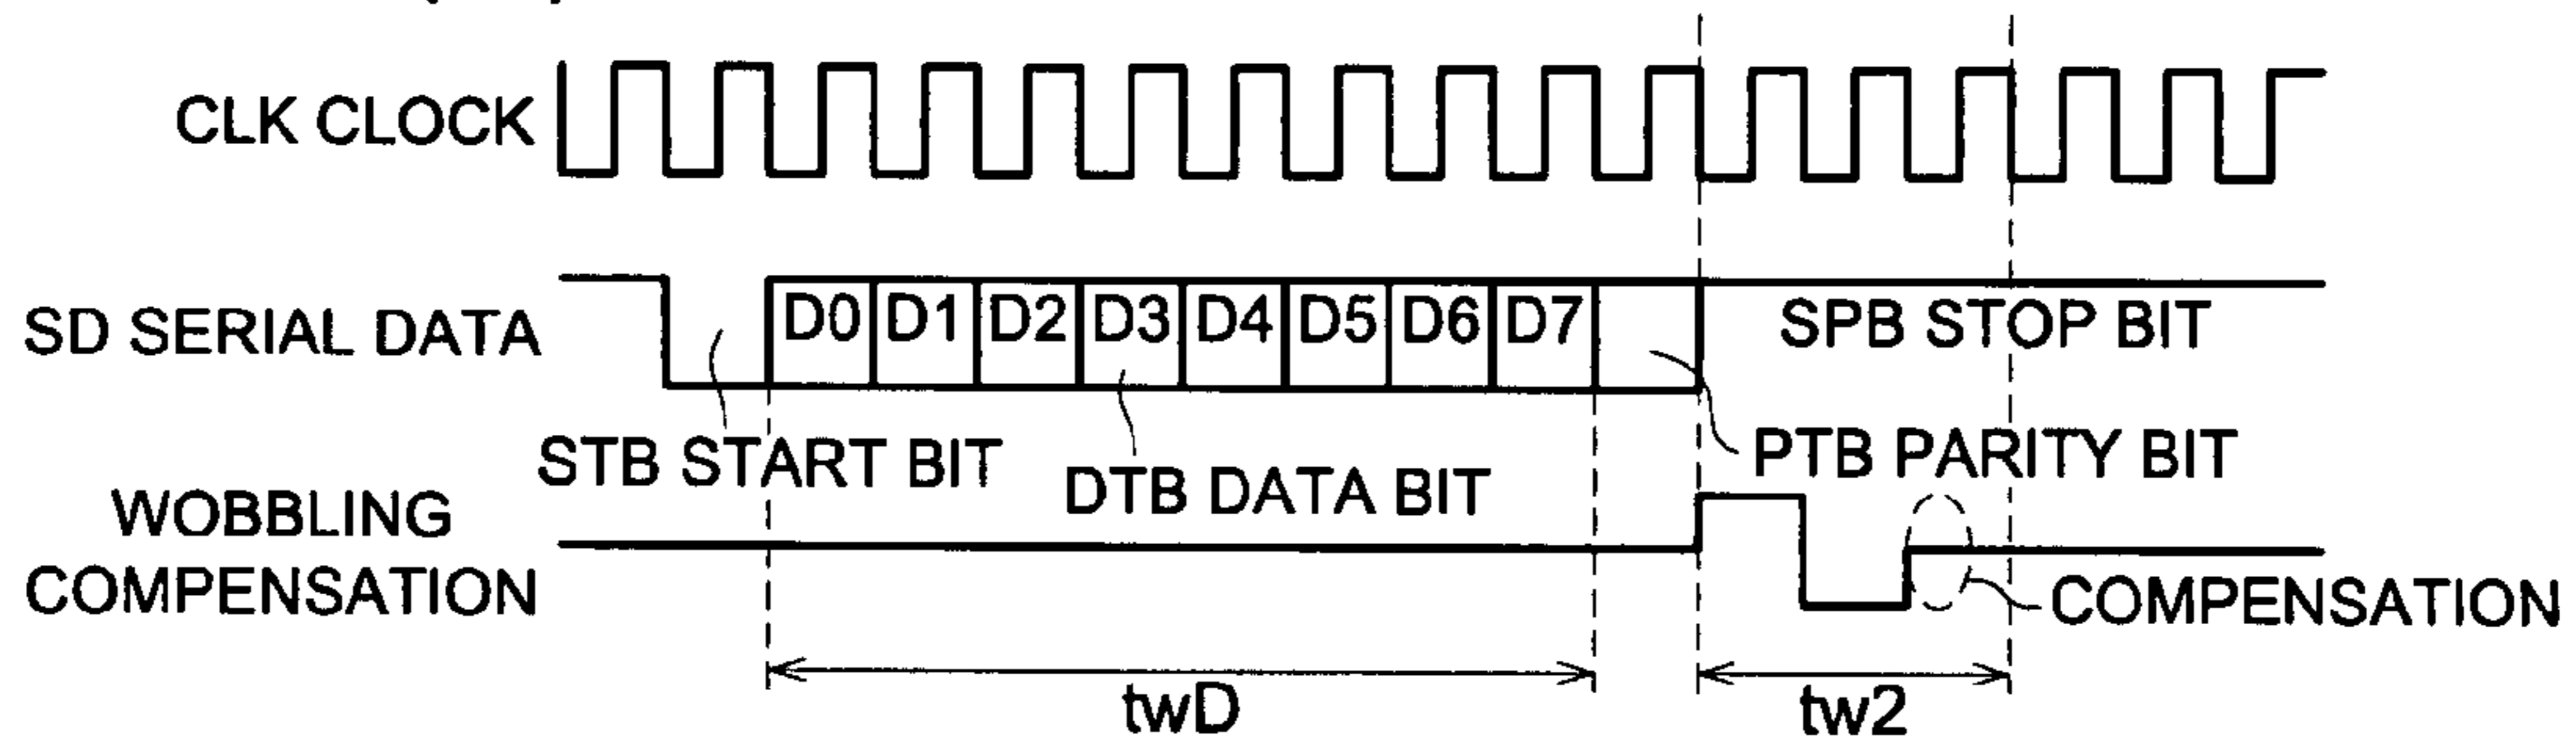 CLK CLOCK
SD SERIAL DATA
D0 D1 D2 D3 D4 D5 D6 D7
SPB STOP BIT
STB START BIT
DTB DATA BIT
PTB PARITY BIT
WOBBLING
COMPENSATION
COMPENSATION
twD
tw2